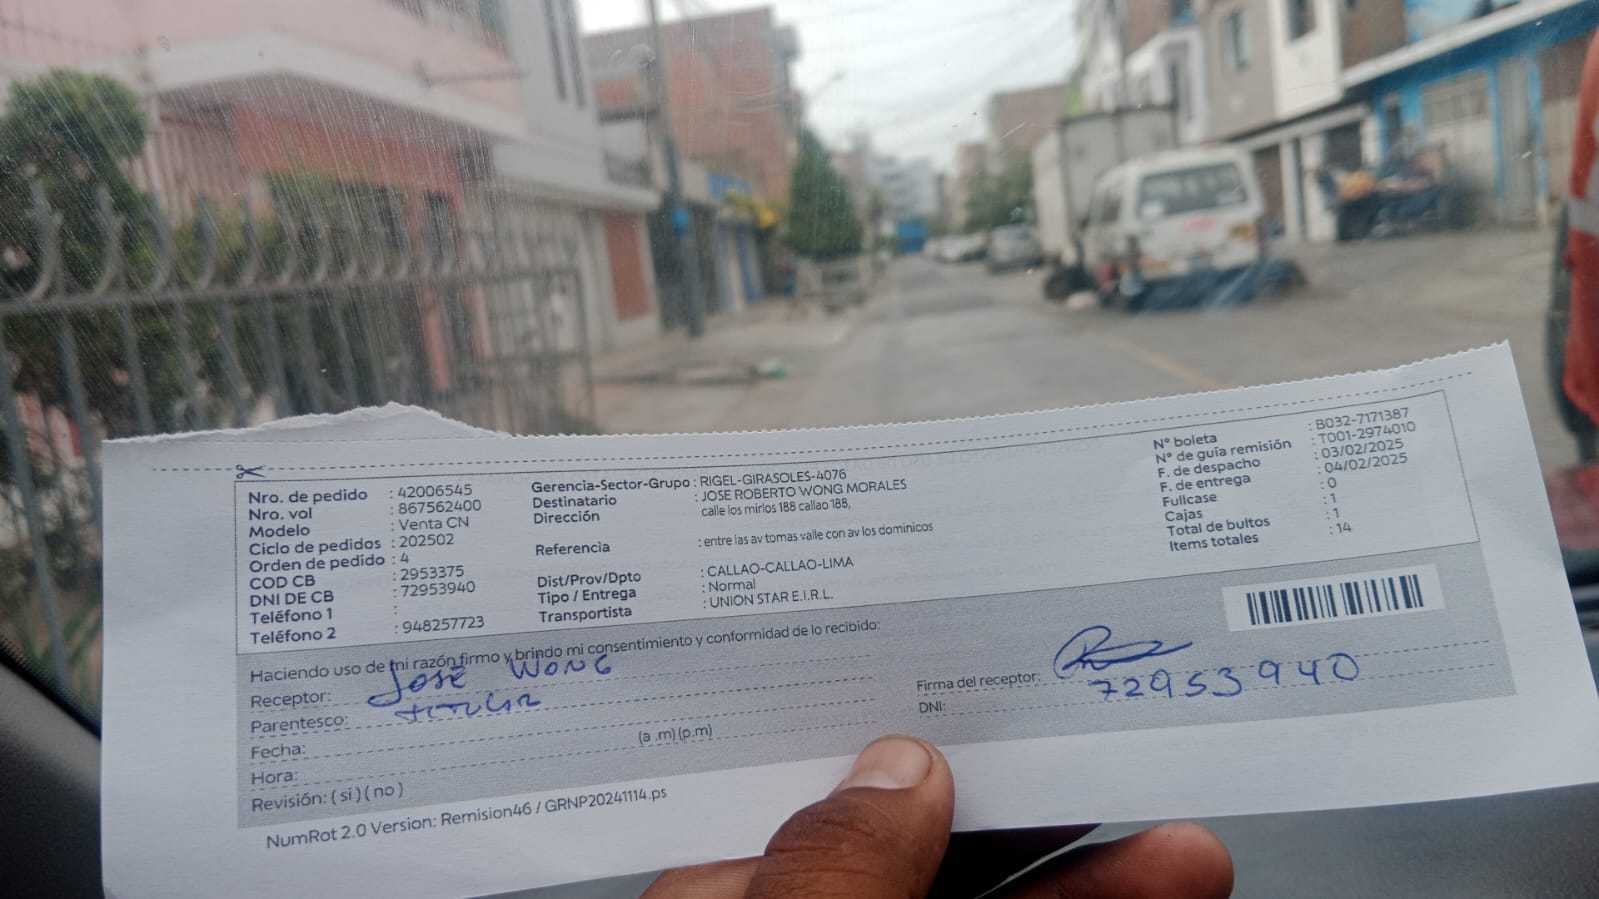 Nro. de pedido : 42006545
Nro. vol : 867562400
Modelo : Venta CN
Ciclo de pedidos : 202502
Orden de pedido : 4
COD CB : 2953375
DNI DE CB : 72953940
Teléfono 1 :
Teléfono 2 : 948257723
Gerencia-Sector-Grupo : RIGEL-GIRASOLES-4076
Destinatario : JOSE ROBERTO WONG MORALES
Dirección calle los mirlos 188 callao 188,
Referencia : entre las av tomas valle con av los dominicos
Dist/Prov/Dpto : CALLAO-CALLAO-LIMA
Tipo / Entrega : Normal
Transportista : UNION STAR E.I.R.L.
N° boleta : B032-7171387
N° de guía remisión : T001-2974010
F. de despacho : 03/02/2025
F. de entrega : 04/02/2025
Fullcase : 0
Cajas : 1
Total de bultos : 1
Items totales : 14
Haciendo uso de mi razón firmo y brindo mi consentimiento y conformidad de lo recibido:
Receptor: José WONG
Parentesco: TITULAR
Fecha:
Hora: (a .m) (p.m)
Revisión: ( si ) ( no )
Firma del receptor:
DNI: 72953940
NumRot 2.0 Version: Remision46 / GRNP20241114.ps